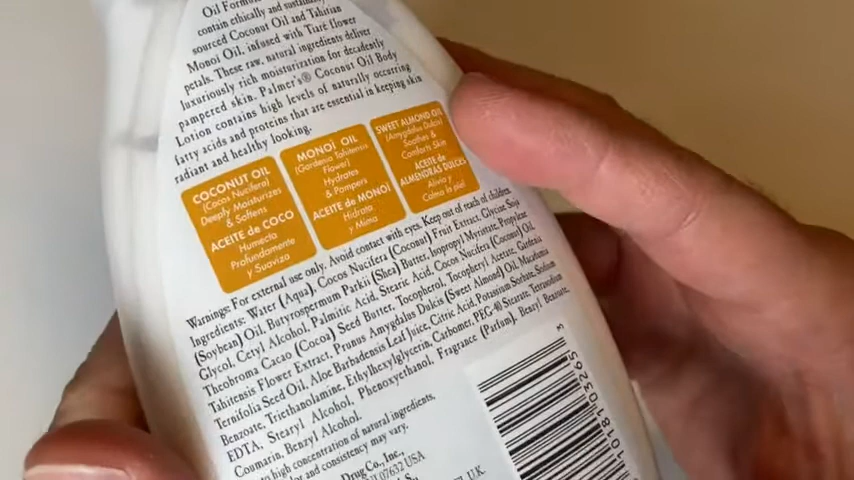 Oil Formula
contain ethically and sustainably
sourced Coconut Oil and Tahitian
Monoi Oil, infused with Tiaré flower
petals. These raw, natural ingredients deliver
luxuriously rich moisturization for decadently
pampered skin. Palmer's® Coconut Oil Body
Lotion contains high levels of naturally occurring
fatty acids and proteins that are essential in keeping skin
radiant and healthy looking.
COCONUT OIL
(Cocos Nucifera)
Deeply Moisturizes
& Softens
ACEITE de COCO
Humecta
profundamente
y Suaviza
MONOÏ OIL
(Gardenia Tahitensis
Flower)
Hydrates
& Pampers
ACEITE de MONOI
Hidrata
y Mima
SWEET ALMOND OIL
(Amygdalus Dulcis)
Soothes &
Comforts Skin
ACEITE de
ALMENDRAS DULCES
Alivia y
Calma la piel
Warnings: For external use only. Avoid contact with eyes. Keep out of reach of children.
Ingredients: Water (Aqua), Cocos Nucifera (Coconut) Fruit Extract, Glycine Soja
(Soybean) Oil, Butyrospermum Parkii (Shea) Butter, Isopropyl Myristate, Propylene
Glycol, Cetyl Alcohol, Palmitic Acid, Stearic Acid, Cocos Nucifera (Coconut) Oil,
Theobroma Cacao (Cocoa) Seed Butter, Tocopherol, Tocopheryl Acetate, Gardenia
Tahitensis Flower Extract, Prunus Amygdalus Dulcis (Sweet Almond) Oil, Macadamia
Ternifolia Seed Oil, Aloe Barbadensis Leaf Juice, Citric Acid, Potassium Sorbate, Sodium
Benzoate, Triethanolamine, Ethylhexylglycerin, Carbomer, PEG-40 Stearate, Tetrasodium
EDTA, Stearyl Alcohol, Phenoxyethanol, Fragrance (Parfum), Benzyl Benzoate,
Coumarin, Benzyl Alcohol.
to high concentration of natural ingredients,
and consistency may vary.
Drug Co., Inc.,
07632 USA
U.K.
10181 03265 3